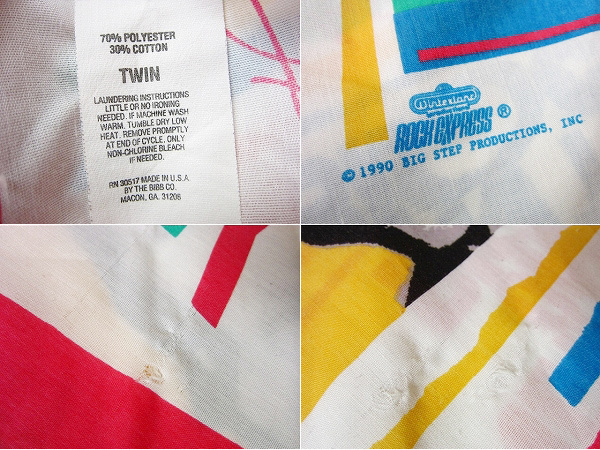 70% POLYESTER
30% COTTON
TWIN
LAUNDERING INSTRUCTIONS
LITTLE OR NO IRONING
NEEDED. IF MACHINE WASH
WARM. TUMBLE DRY LOW
HEAT. REMOVE PROMPTLY
AT END OF CYCLE. ONLY
NON-CHLORINE BLEACH
IF NEEDED.
RN 30517 MADE IN U.S.A.
BY THE BIBB CO.
MACON, GA. 31206
Winterland
ROCK EXPRESS ®
© 1990 BIG STEP PRODUCTIONS, INC